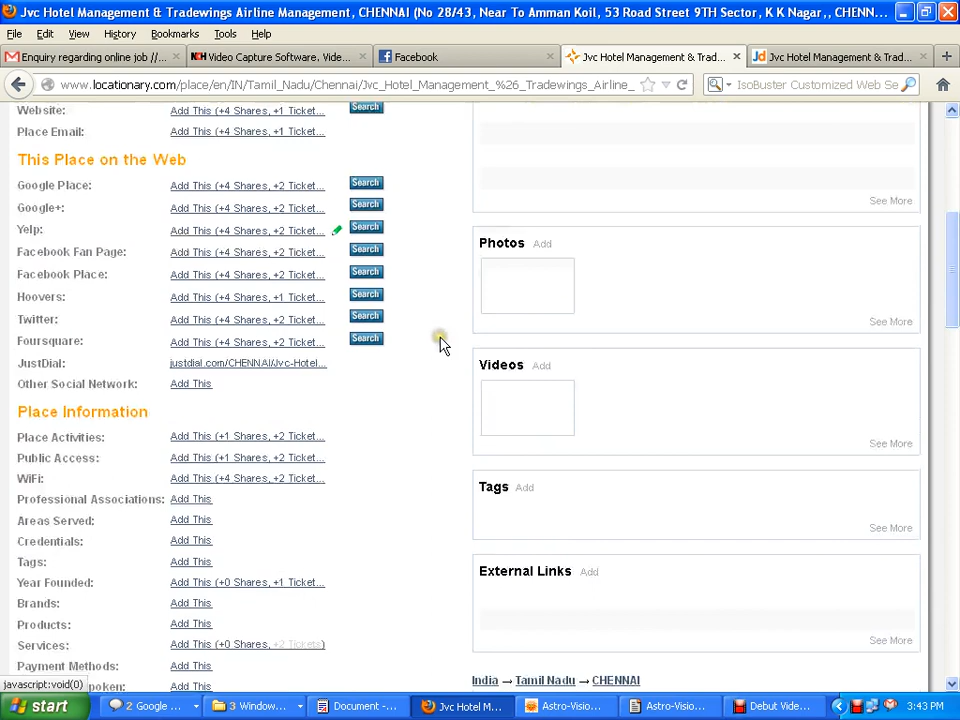 Jvc Hotel Management & Tradewings Airline Management, CHENNAI (No 28/43, Near To Amman Koil, 53 Road Street 9TH Sector, K K Nagar,, CHENN...
File Edit View History Bookmarks Tools Help
Enquiry regarding online job //... × Video Capture Software, Vide... × Facebook × Jvc Hotel Management & Trad... × Jvc Hotel Management & Trad... × +
www.locationary.com/place/en/IN/Tamil_Nadu/Chennai/Jvc_Hotel_Management_%26_Tradewings_Airline_ IsoBuster Customized Web Se
Website: Add This (+4 Shares, +1 Ticket... Search
Place Email: Add This (+4 Shares, +1 Ticket...
This Place on the Web
Google Place: Add This (+4 Shares, +2 Ticket... Search
Google+: Add This (+4 Shares, +2 Ticket... Search
Yelp: Add This (+4 Shares, +2 Ticket... Search
Facebook Fan Page: Add This (+4 Shares, +2 Ticket... Search
Facebook Place: Add This (+4 Shares, +2 Ticket... Search
Hoovers: Add This (+4 Shares, +1 Ticket... Search
Twitter: Add This (+4 Shares, +2 Ticket... Search
Foursquare: Add This (+4 Shares, +2 Ticket... Search
JustDial: justdial.com/CHENNAI/Jvc-Hotel...
Other Social Network: Add This
Place Information
Place Activities: Add This (+1 Shares, +2 Ticket...
Public Access: Add This (+1 Shares, +2 Ticket...
WiFi: Add This (+4 Shares, +2 Ticket...
Professional Associations: Add This
Areas Served: Add This
Credentials: Add This
Tags: Add This
Year Founded: Add This (+0 Shares, +1 Ticket...
Brands: Add This
Products: Add This
Services: Add This (+0 Shares, +2 Tickets)
Payment Methods: Add This
poken: Add This
See More
Photos Add
See More
Videos Add
See More
Tags Add
See More
External Links Add
See More
India → Tamil Nadu → CHENNAI
javascript:void(0)
start 2 Google ... 3 Window... Document -... Jvc Hotel M... Astro-Visio... Astro-Visio... Debut Vide... 3:43 PM